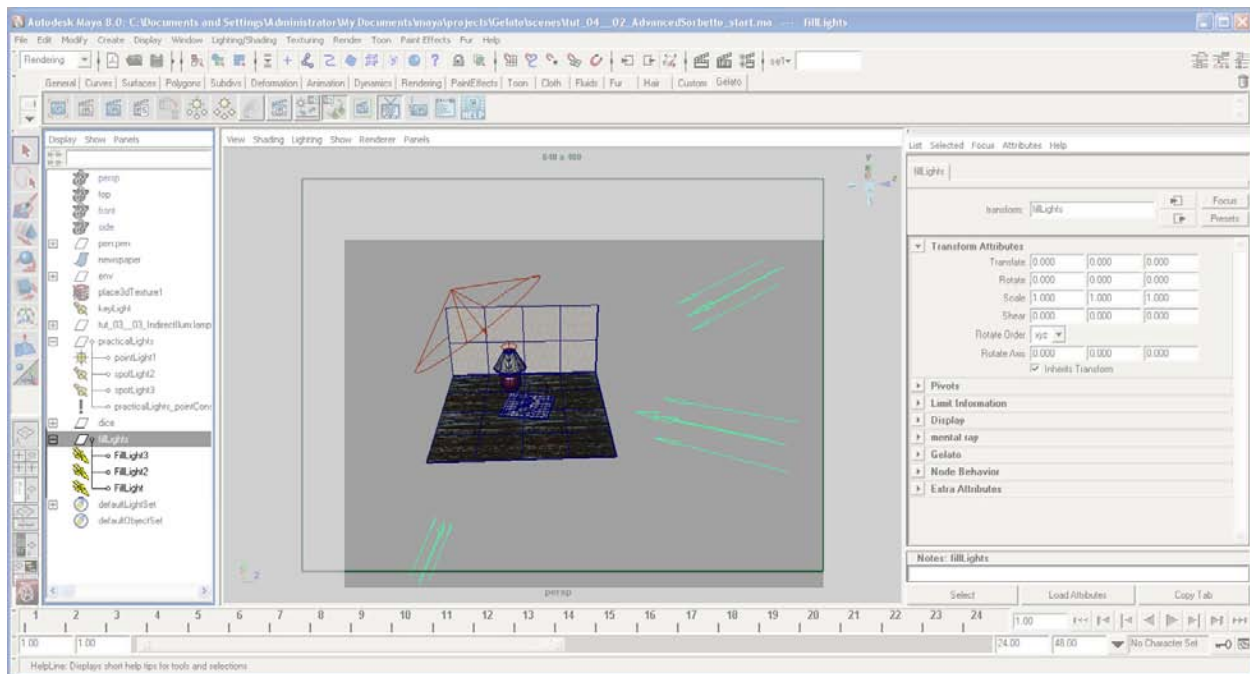 Autodesk Maya 8.0: C:\Documents and Settings\Administrator\My Documents\maya\projects\Gelato\scenes\tut_04__02_AdvancedSorbetto_start.ma --- fillLights
File Edit Modify Create Display Window Lighting/Shading Texturing Render Toon Paint Effects Fur Help
Rendering
sel
General Curves Surfaces Polygons Subdivs Deformation Animation Dynamics Rendering PaintEffects Toon Cloth Fluids Fur Hair Custom Gelato
Display Show Panels
persp
top
front
side
newspaper
env
place3dTexture1
keyLight
tut_03__03_IndirectIllum:lamp
practicalLights
pointLight1
spotLight2
spotLight3
practicalLights_pointCons
dice
fillLights
FillLight3
FillLight2
FillLight
defaultLightSet
defaultObjectSet
View Shading Lighting Show Renderer Panels
640 x 480
y
z
z
persp
List Selected Focus Attributes Help
fillLights
transform: fillLights
Focus
Presets
Transform Attributes
Translate 0.000 0.000 0.000
Rotate 0.000 0.000 0.000
Scale 1.000 1.000 1.000
Shear 0.000 0.000 0.000
Rotate Order xyz
Rotate Axis 0.000 0.000 0.000
Inherits Transform
Pivots
Limit Information
Display
mental ray
Gelato
Node Behavior
Extra Attributes
Notes: fillLights
Select Load Attributes Copy Tab
1 2 3 4 5 6 7 8 9 10 11 12 13 14 15 16 17 18 19 20 21 22 23 24 1.00
1.00 1.00 24.00 48.00 No Character Set
HelpLine: Displays short help tips for tools and selections